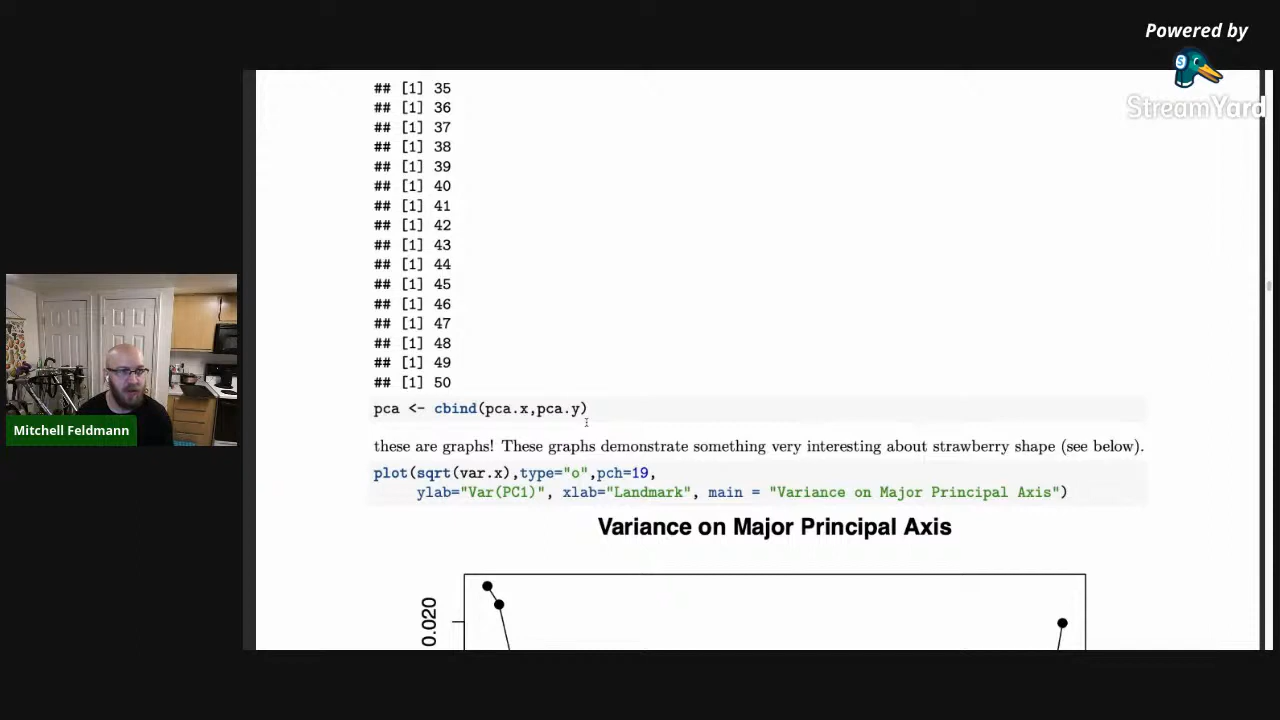 Powered by
StreamYard
## [1] 35
## [1] 36
## [1] 37
## [1] 38
## [1] 39
## [1] 40
## [1] 41
## [1] 42
## [1] 43
## [1] 44
## [1] 45
## [1] 46
## [1] 47
## [1] 48
## [1] 49
## [1] 50
pca <- cbind(pca.x,pca.y)
these are graphs! These graphs demonstrate something very interesting about strawberry shape (see below).
plot(sqrt(var.x),type="o",pch=19,
ylab="Var(PC1)", xlab="Landmark", main = "Variance on Major Principal Axis")
Variance on Major Principal Axis
0.020
Mitchell Feldmann